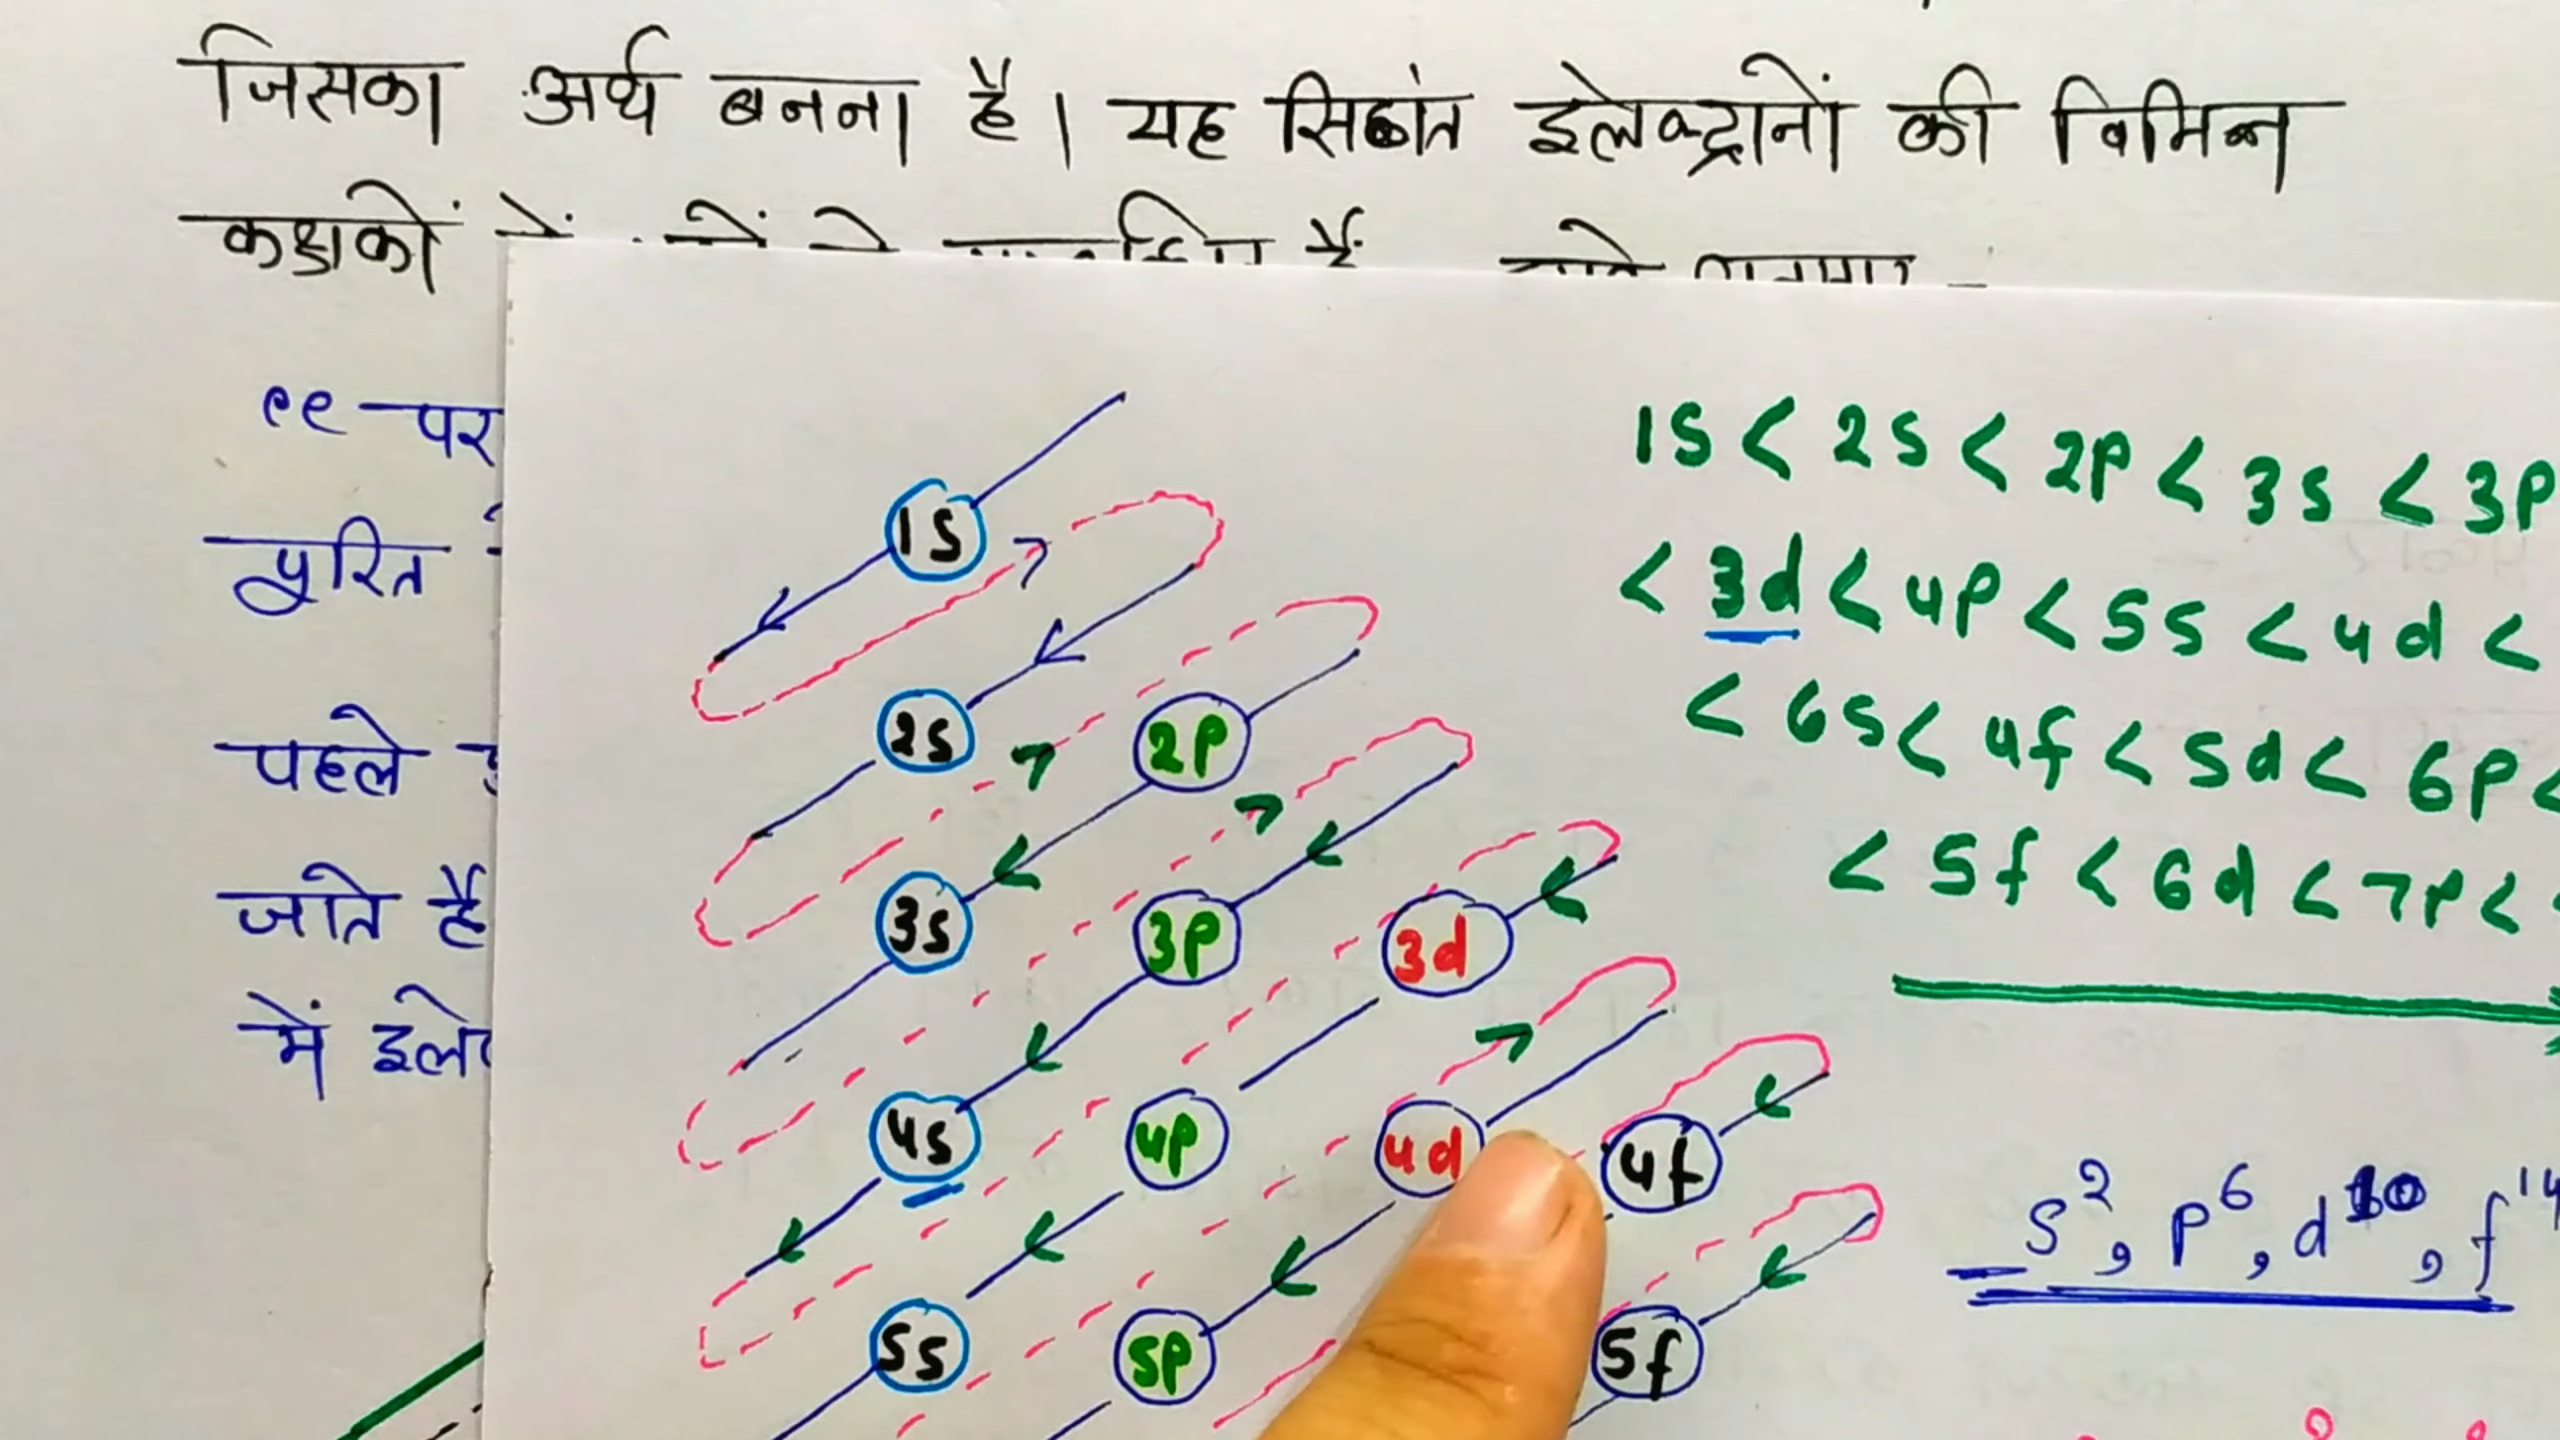 जिसका अर्थ बनना है। यह सिद्धांत इलेक्ट्रानों की विभिन्न
कक्षकों में
९९ पर
पूरित
पहले
जाते है
में इले
1s
2s 2p
3s 3p 3d
4s 4p 4d 4f
5s 5p 5f
1s < 2s < 2p < 3s < 3p
< 3d < 4p < 5s < 4d <
< 6s < 4f < 5d < 6p <
< 5f < 6d < 7p <
s², p⁶, d¹⁰, f¹⁴